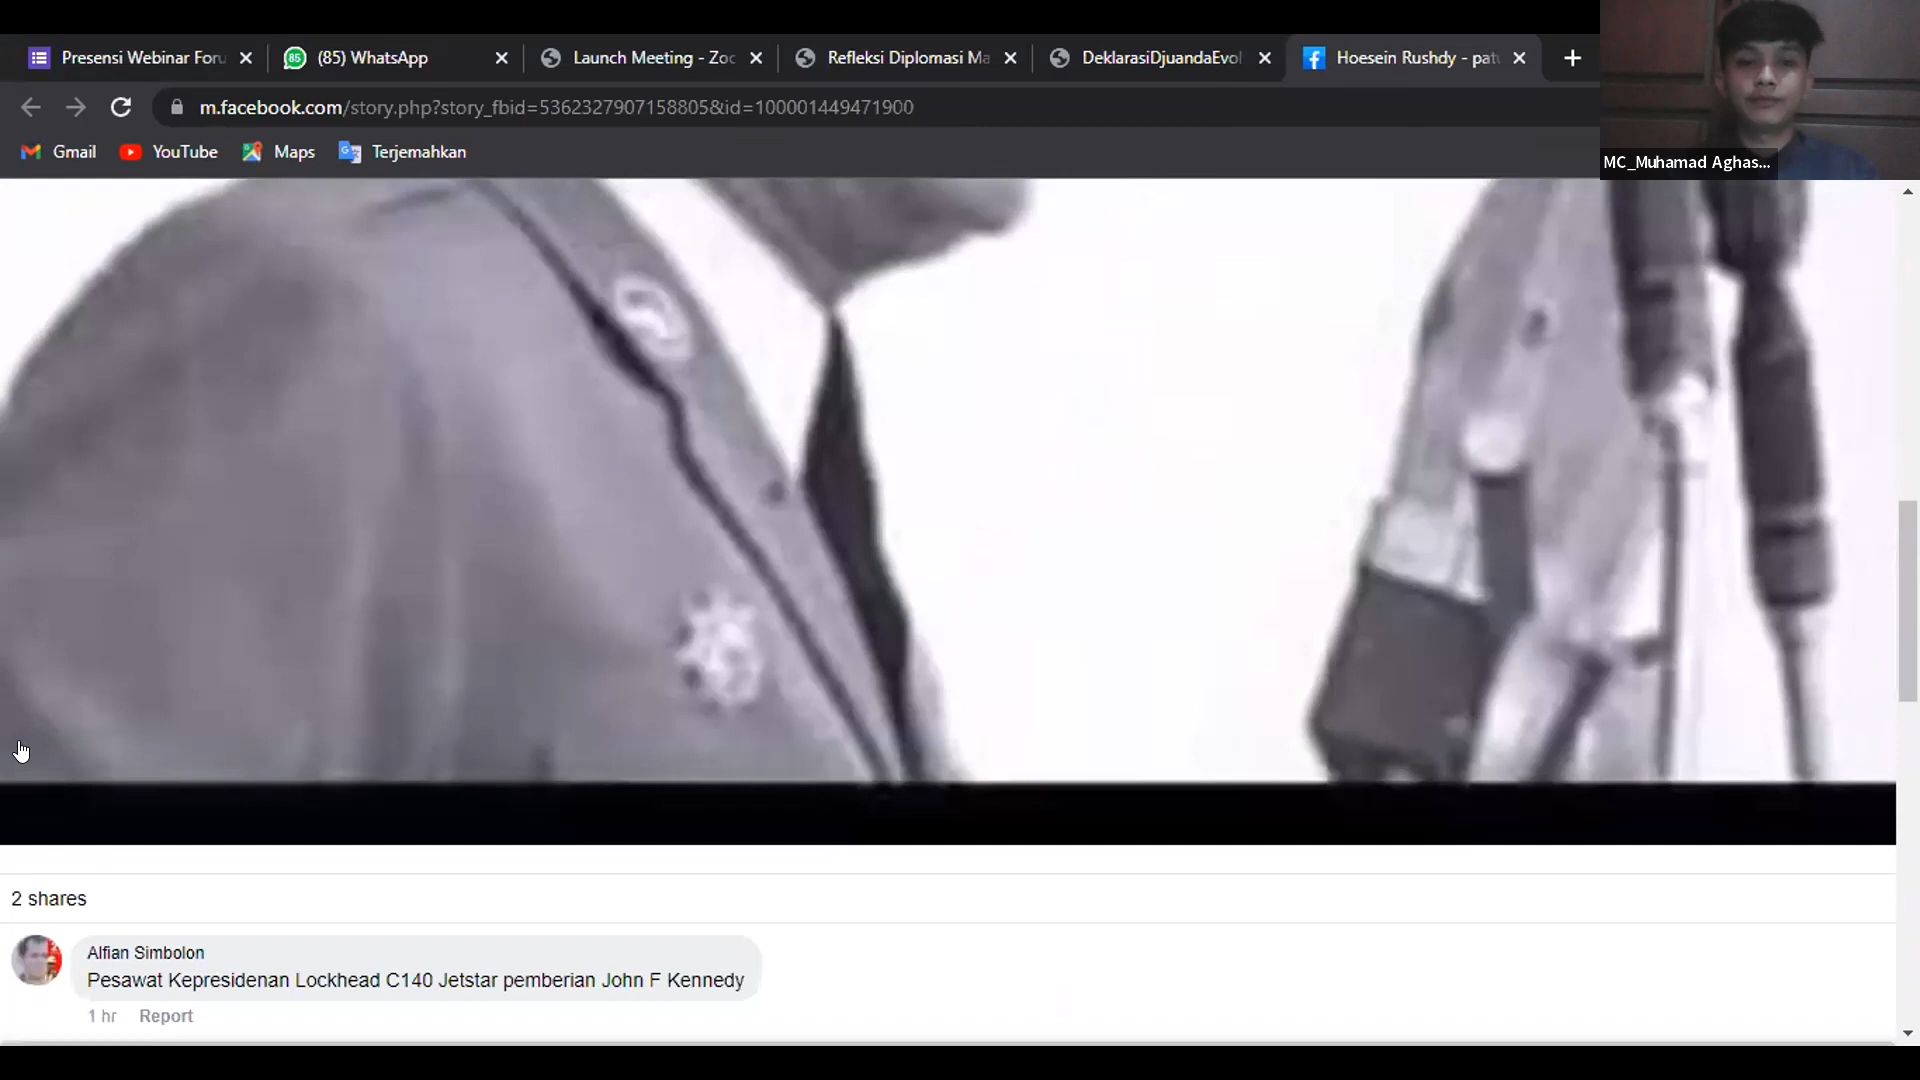 Presensi Webinar Foru
(85) WhatsApp
Launch Meeting - Zoo
Refleksi Diplomasi Ma
DeklarasiDjuandaEvol
Hoesein Rushdy - patu
m.facebook.com/story.php?story_fbid=5362327907158805&id=100001449471900
Gmail
YouTube
Maps
Terjemahkan
MC_Muhamad Aghas...
2 shares
Alfian Simbolon
Pesawat Kepresidenan Lockhead C140 Jetstar pemberian John F Kennedy
1 hr Report